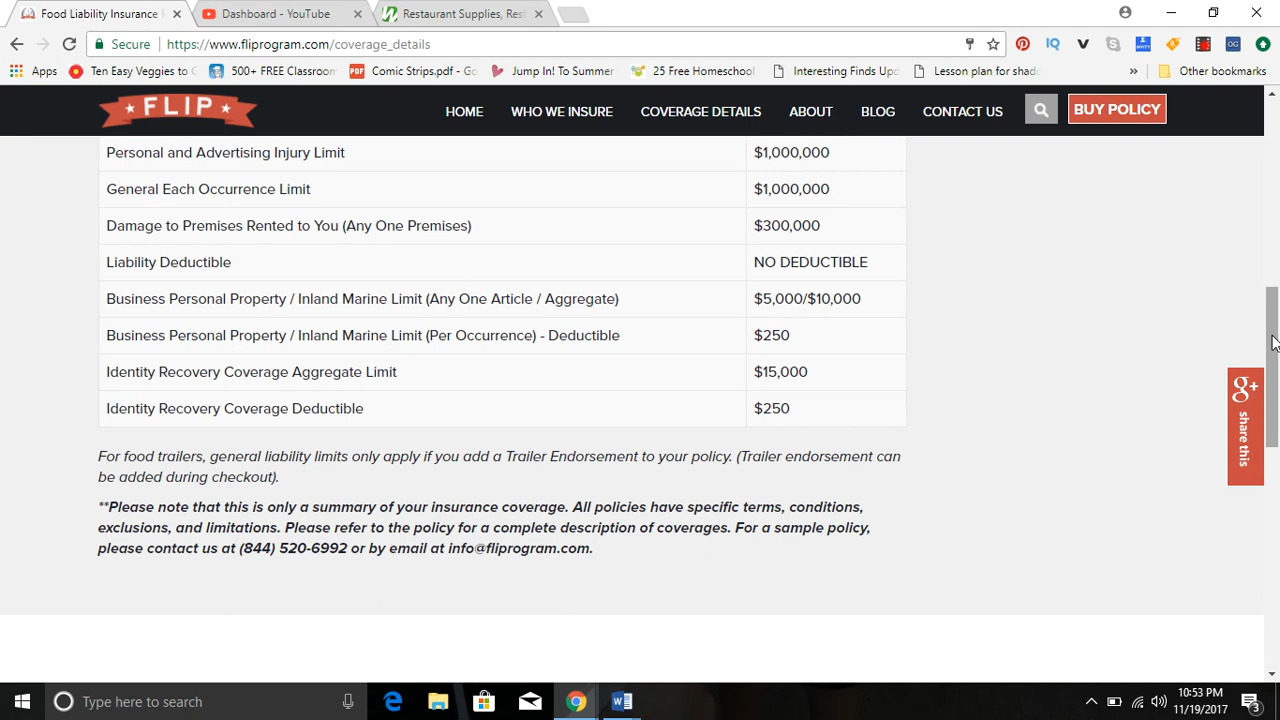 Food Liability Insurance P
Dashboard - YouTube
Restaurant Supplies, Rest
Secure
https://www.fliprogram.com/coverage_details
Apps
Ten Easy Veggies to G
500+ FREE Classroom
Comic Strips.pdf - Go
Jump In! To Summer
25 Free Homeschool
Interesting Finds Upd
Lesson plan for shad
»
Other bookmarks
FLIP
HOME
WHO WE INSURE
COVERAGE DETAILS
ABOUT
BLOG
CONTACT US
BUY POLICY
Personal and Advertising Injury Limit $1,000,000
General Each Occurrence Limit $1,000,000
Damage to Premises Rented to You (Any One Premises) $300,000
Liability Deductible NO DEDUCTIBLE
Business Personal Property / Inland Marine Limit (Any One Article / Aggregate) $5,000/$10,000
Business Personal Property / Inland Marine Limit (Per Occurrence) - Deductible $250
Identity Recovery Coverage Aggregate Limit $15,000
Identity Recovery Coverage Deductible $250
For food trailers, general liability limits only apply if you add a Trailer Endorsement to your policy. (Trailer endorsement can
be added during checkout).
**Please note that this is only a summary of your insurance coverage. All policies have specific terms, conditions,
exclusions, and limitations. Please refer to the policy for a complete description of coverages. For a sample policy,
please contact us at (844) 520-6992 or by email at info@fliprogram.com.
g+
share this
Type here to search
10:53 PM
11/19/2017
3